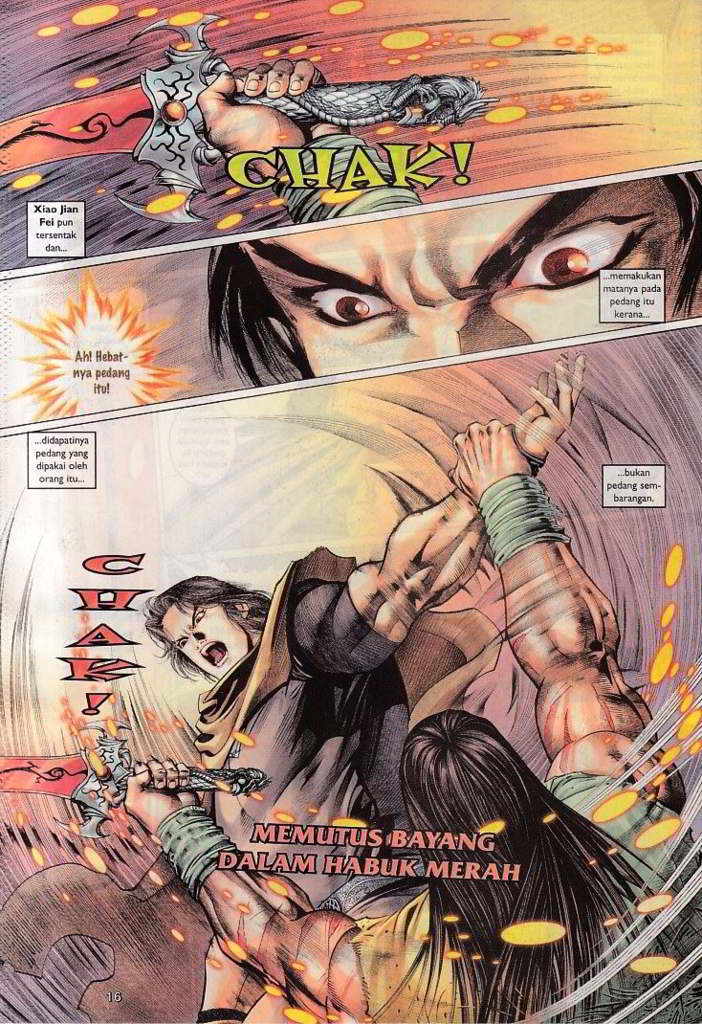 CHAK!
Xiao Jian
Fei pun
tersentak
dan...
...memakukan
matanya pada
pedang itu
kerana...
Ah! Hebat-
nya pedang
itu!
...didapatinya
pedang yang
dipakai oleh
orang itu...
...bukan
pedang sem-
barangan.
CHAK!
MEMUTUS BAYANG
DALAM HABUK MERAH
16